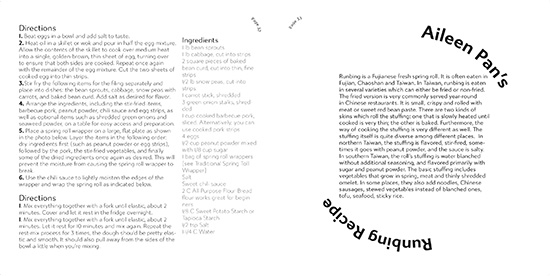 Directions
1. Beat eggs in a bowl and add salt to taste.
2. Heat oil in a skillet or wok and pour in half the egg mixture.
Allow the contents of the skillet to cook over medium heat
into a single, golden brown, thin sheet of egg, turning over
to ensure that both sides are cooked. Repeat once again
with the remainder of the egg mixture. Cut the two sheets of
cooked egg into thin strips.
3. Stir fry the following items for the filling separately and
place into dishes: the bean sprouts, cabbage, snow peas with
carrots, and baked bean curd. Add salt as desired for flavor.
4. Arrange the ingredients, including the stir fried items,
barbecue pork, peanut powder, chili sauce and egg strips, as
well as optional items such as shredded green onions and
seaweed powder, on a table for easy access and preparation.
5. Place a spring roll wrapper on a large, flat plate as shown
in the photo below. Layer the items in the following order:
dry ingredients first (such as peanut powder or egg strips),
followed by the pork, the stir-fried vegetables, and finally
some of the dried ingredients once again as desired. This will
prevent the moisture from causing the spring roll wrapper to
break.
6. Use the chili sauce to lightly moisten the edges of the
wrapper and wrap the spring roll as indicated below.
Directions
1. Mix everything together with a fork until elastic, about 2
minutes. Cover and let rest in the fridge overnight.
1. Mix everything together with a fork until elastic, about 2
minutes. Let it rest for 10 minutes and mix again. Repeat the
rest mix process for 3 times. the dough should be pretty elas-
tic and smooth. It should also pull away from the sides of the
bowl a lot when you're mixing.
Ingredients
1 lb bean sprouts
1 lb cabbage, cut into strips
2 square pieces of baked
bean curd, cut into thin, fine
strips
1/2 lb snow peas, cut into
strips
1 carrot stick, shredded
3 green onion stalks, shred-
ded
1 cup cooked barbecue pork,
sliced. Alternatively, you can
use cooked pork strips
4 eggs
1/2 cup peanut powder mixed
with 1/8 cup sugar
1 bag of spring roll wrappers
(see Traditional Spring Roll
Wrapper)
Salt
Sweet chili sauce
2 C All Purpose Flour Bread
flour works great for begin-
ners
Tapioca Starch
1/2 tsp Salt
Aileen Pan's
Runbing is a Fujianese fresh spring roll. It is often eaten in
Fujian, Chaoshan and Taiwan. In Taiwan, runbing is eaten
in several varieties which can either be fried or non-fried.
The fried version is very commonly served year-round
in Chinese restaurants. It is small, crispy and rolled with
meat or sweet red bean paste. There are two kinds of
skins which roll the stuffing: one that is slowly heated until
cooked is very thin; the other is baked. Furthermore, the
way of cooking the stuffing is very different as well. The
stuffing itself is quite diverse among different places. In
northern Taiwan, the stuffing is flavored, stir-fried, some-
times it goes with peanut powder, and the sauce is salty.
In southern Taiwan, the roll's stuffing is water blanched
without additional seasoning, and flavored primarily with
sugar and peanut powder. The basic stuffing includes
vegetables that grow in spring, meat and thinly shredded
omelet. In some places, they also add noodles, Chinese
sausages, stewed vegetables instead of blanched ones,
tofu, seafood, sticky rice.
Runbing Recipe